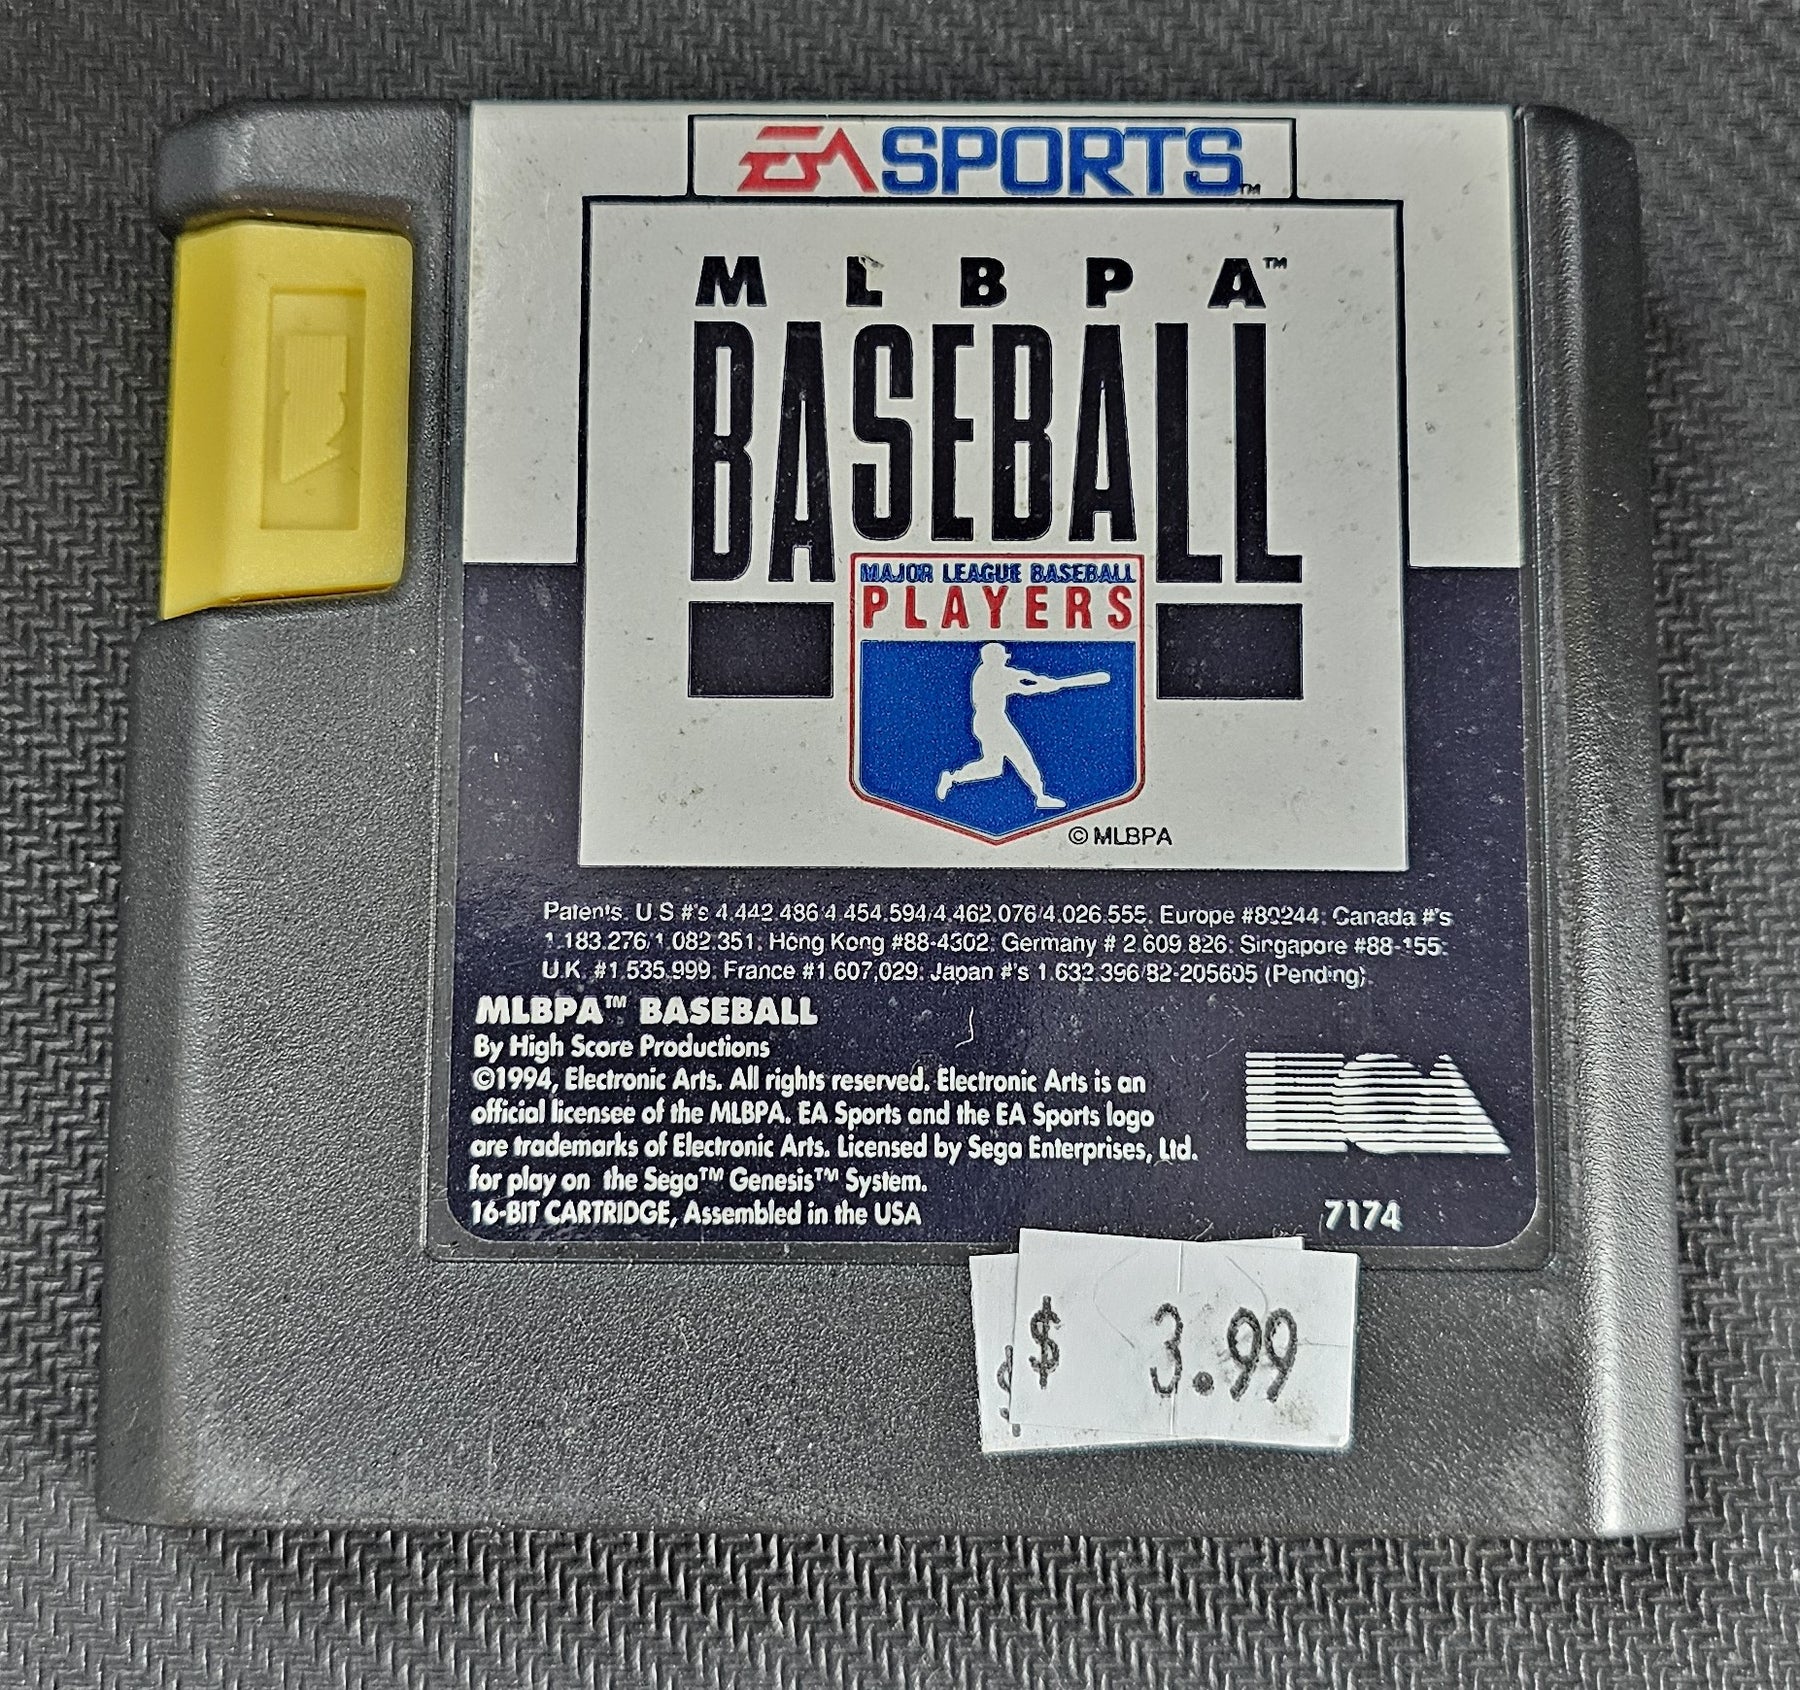 EA SPORTS™
MLBPA™
BASEBALL
MAJOR LEAGUE BASEBALL
PLAYERS
© MLBPA
Patents: U.S. #'s 4,442,486/4,454,594/4,462,076/4,026,555; Europe #80244; Canada #'s
1,183,276/1,082,351; Hong Kong #88-4302; Germany # 2,609,826; Singapore #88-155;
U.K. #1,535,999; France #1,607,029; Japan #'s 1,632,396/82-205605 (Pending).
MLBPA™ BASEBALL
By High Score Productions
©1994, Electronic Arts. All rights reserved. Electronic Arts is an
official licensee of the MLBPA. EA Sports and the EA Sports logo
are trademarks of Electronic Arts. Licensed by Sega Enterprises, Ltd.
for play on the Sega™ Genesis™ System.
16-BIT CARTRIDGE, Assembled in the USA
EA
7174
$ 3.99